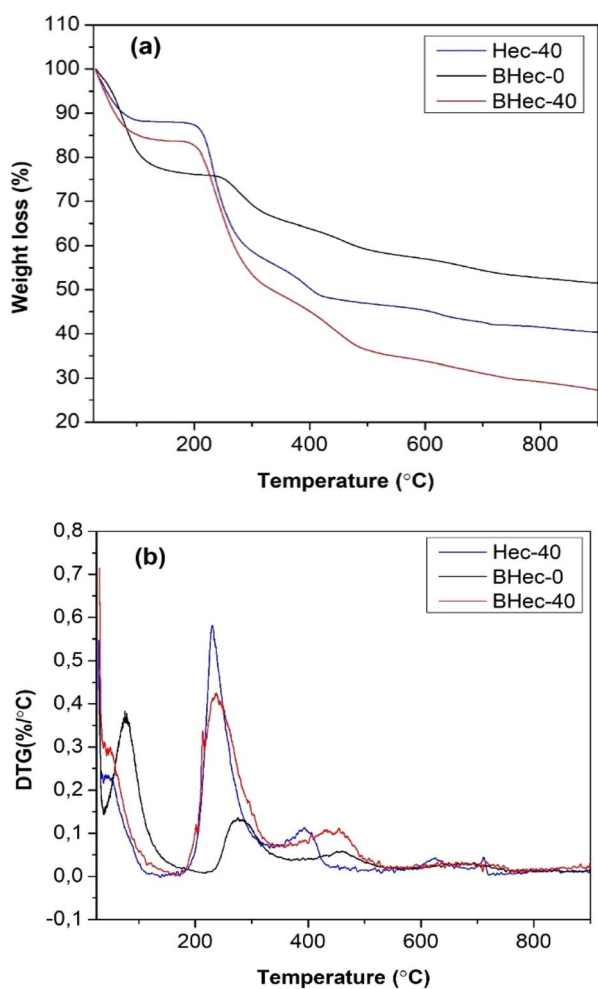 (a)
Hec-40
BHec-0
BHec-40
Weight loss (%)
100
90
80
70
60
50
40
30
20
200
400
600
800
Temperature (°C)
(b)
Hec-40
BHec-0
BHec-40
DTG(%/°C)
0,8
0,7
0,6
0,5
0,4
0,3
0,2
0,1
0,0
-0,1
200
400
600
800
Temperature (°C)